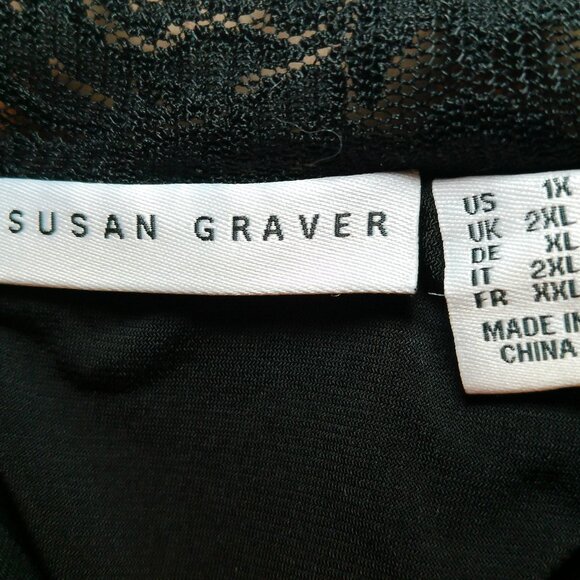 SUSAN GRAVER
US 1X
UK 2XL
DE XL
IT 2XL
FR XXL
MADE IN
CHINA